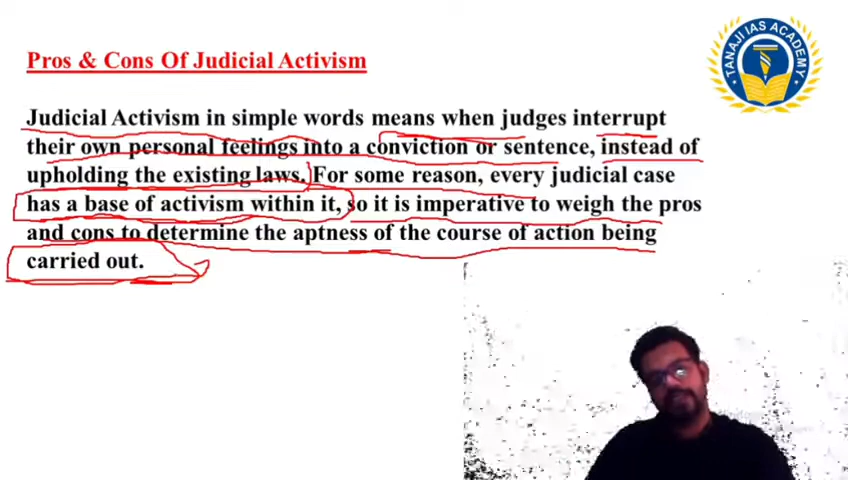 Pros & Cons Of Judicial Activism
TANAJI IAS ACADEMY
Judicial Activism in simple words means when judges interrupt
their own personal feelings into a conviction or sentence, instead of
upholding the existing laws. For some reason, every judicial case
has a base of activism within it, so it is imperative to weigh the pros
and cons to determine the aptness of the course of action being
carried out.